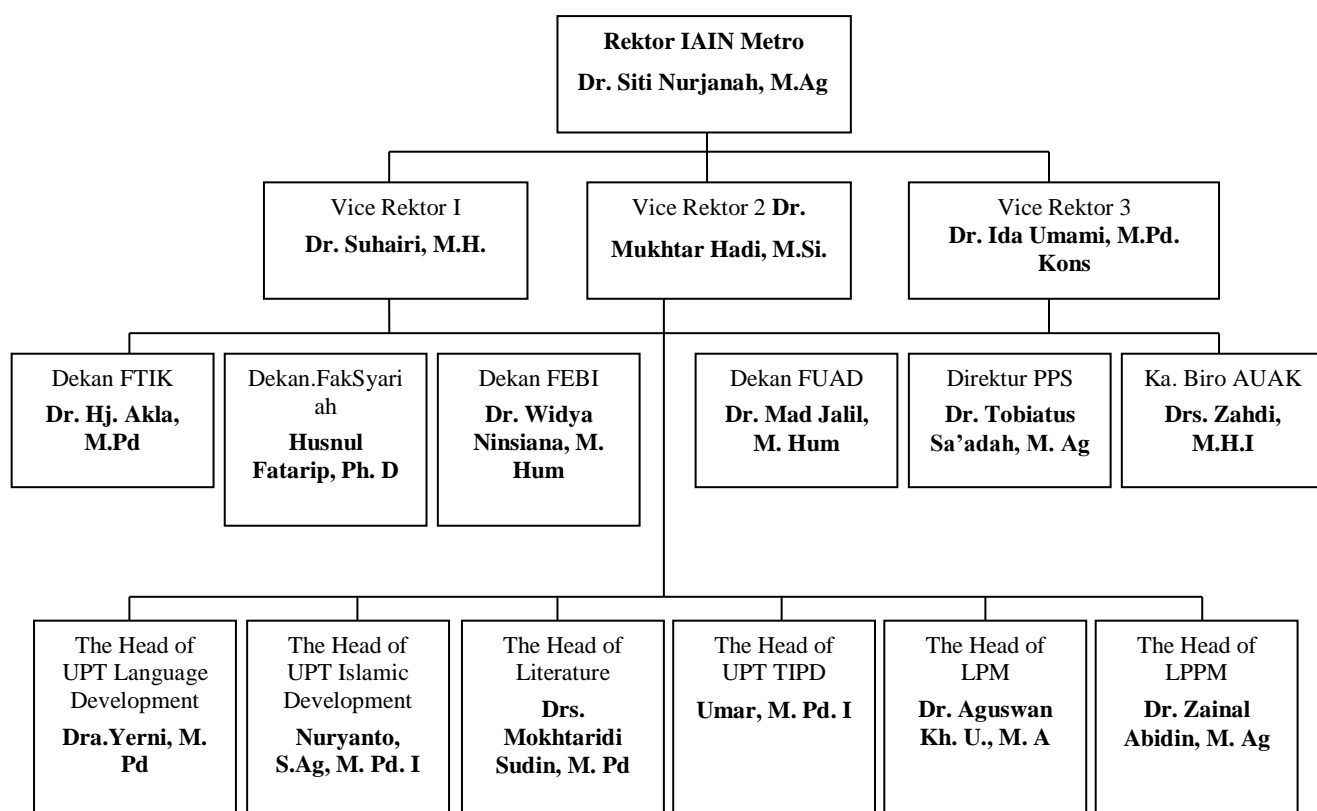 Rektor IAIN Metro
Dr. Siti Nurjanah, M.Ag
Vice Rektor I
Dr. Suhairi, M.H.
Vice Rektor 2 Dr.
Mukhtar Hadi, M.Si.
Vice Rektor 3
Dr. Ida Umami, M.Pd.
Kons
Dekan FTIK
Dr. Hj. Akla,
M.Pd
Dekan.FakSyari
ah
Husnul
Fatarip, Ph. D
Dekan FEBI
Dr. Widya
Ninsiana, M.
Hum
Dekan FUAD
Dr. Mad Jalil,
M. Hum
Direktur PPS
Dr. Tobiatus
Sa’adah, M. Ag
Ka. Biro AUAK
Drs. Zahdi,
M.H.I
The Head of
UPT Language
Development
Dra.Yerni, M.
Pd
The Head of
UPT Islamic
Development
Nuryanto,
S.Ag, M. Pd. I
The Head of
Literature
Drs.
Mokhtaridi
Sudin, M. Pd
The Head of
UPT TIPD
Umar, M. Pd. I
The Head of
LPM
Dr. Aguswan
Kh. U., M. A
The Head of
LPPM
Dr. Zainal
Abidin, M. Ag